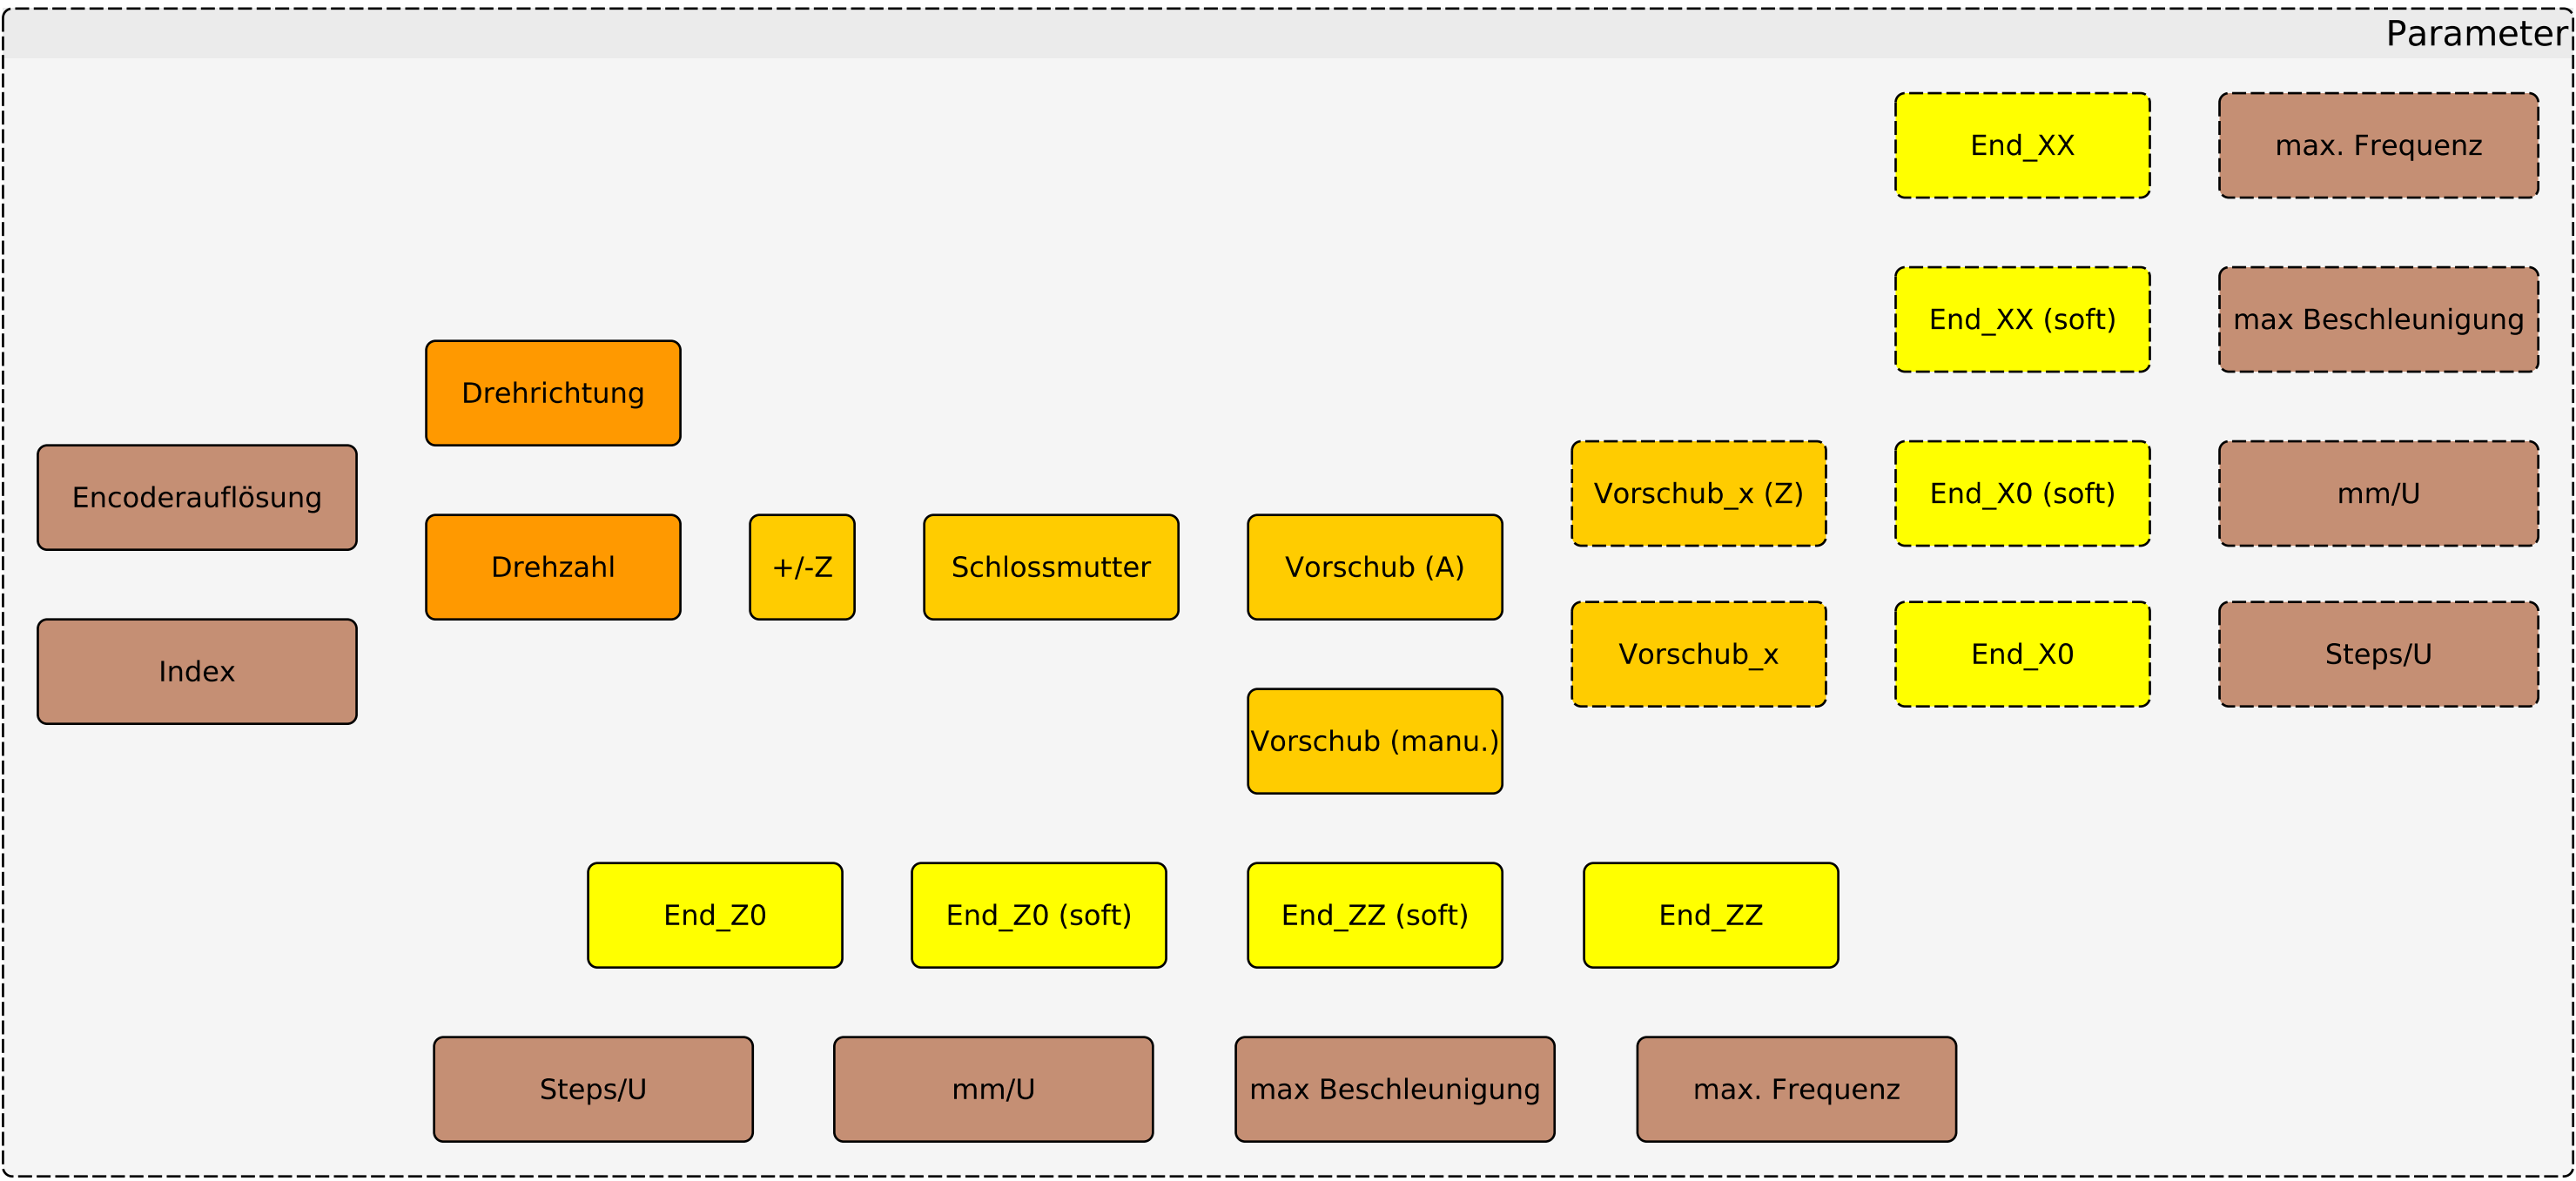 Parameter
End_XX
max. Frequenz
End_XX (soft)
max Beschleunigung
Drehrichtung
Encoderauflösung
Vorschub_x (Z)
End_X0 (soft)
mm/U
Drehzahl
+/-Z
Schlossmutter
Vorschub (A)
Index
Vorschub_x
End_X0
Steps/U
Vorschub (manu.)
End_Z0
End_Z0 (soft)
End_ZZ (soft)
End_ZZ
Steps/U
mm/U
max Beschleunigung
max. Frequenz